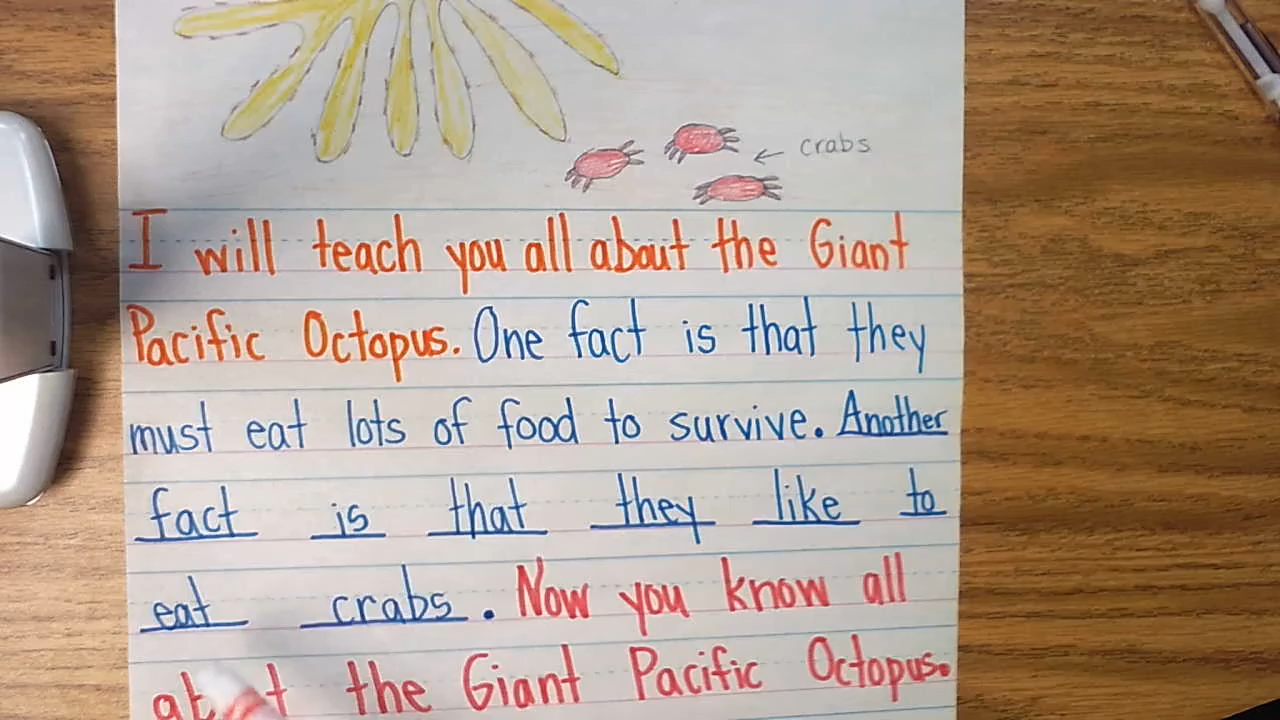 crabs
I will teach you all about the Giant
Pacific Octopus. One fact is that they
must eat lots of food to survive. Another
fact is that they like to
eat crabs. Now you know all
the Giant Pacific Octopus.